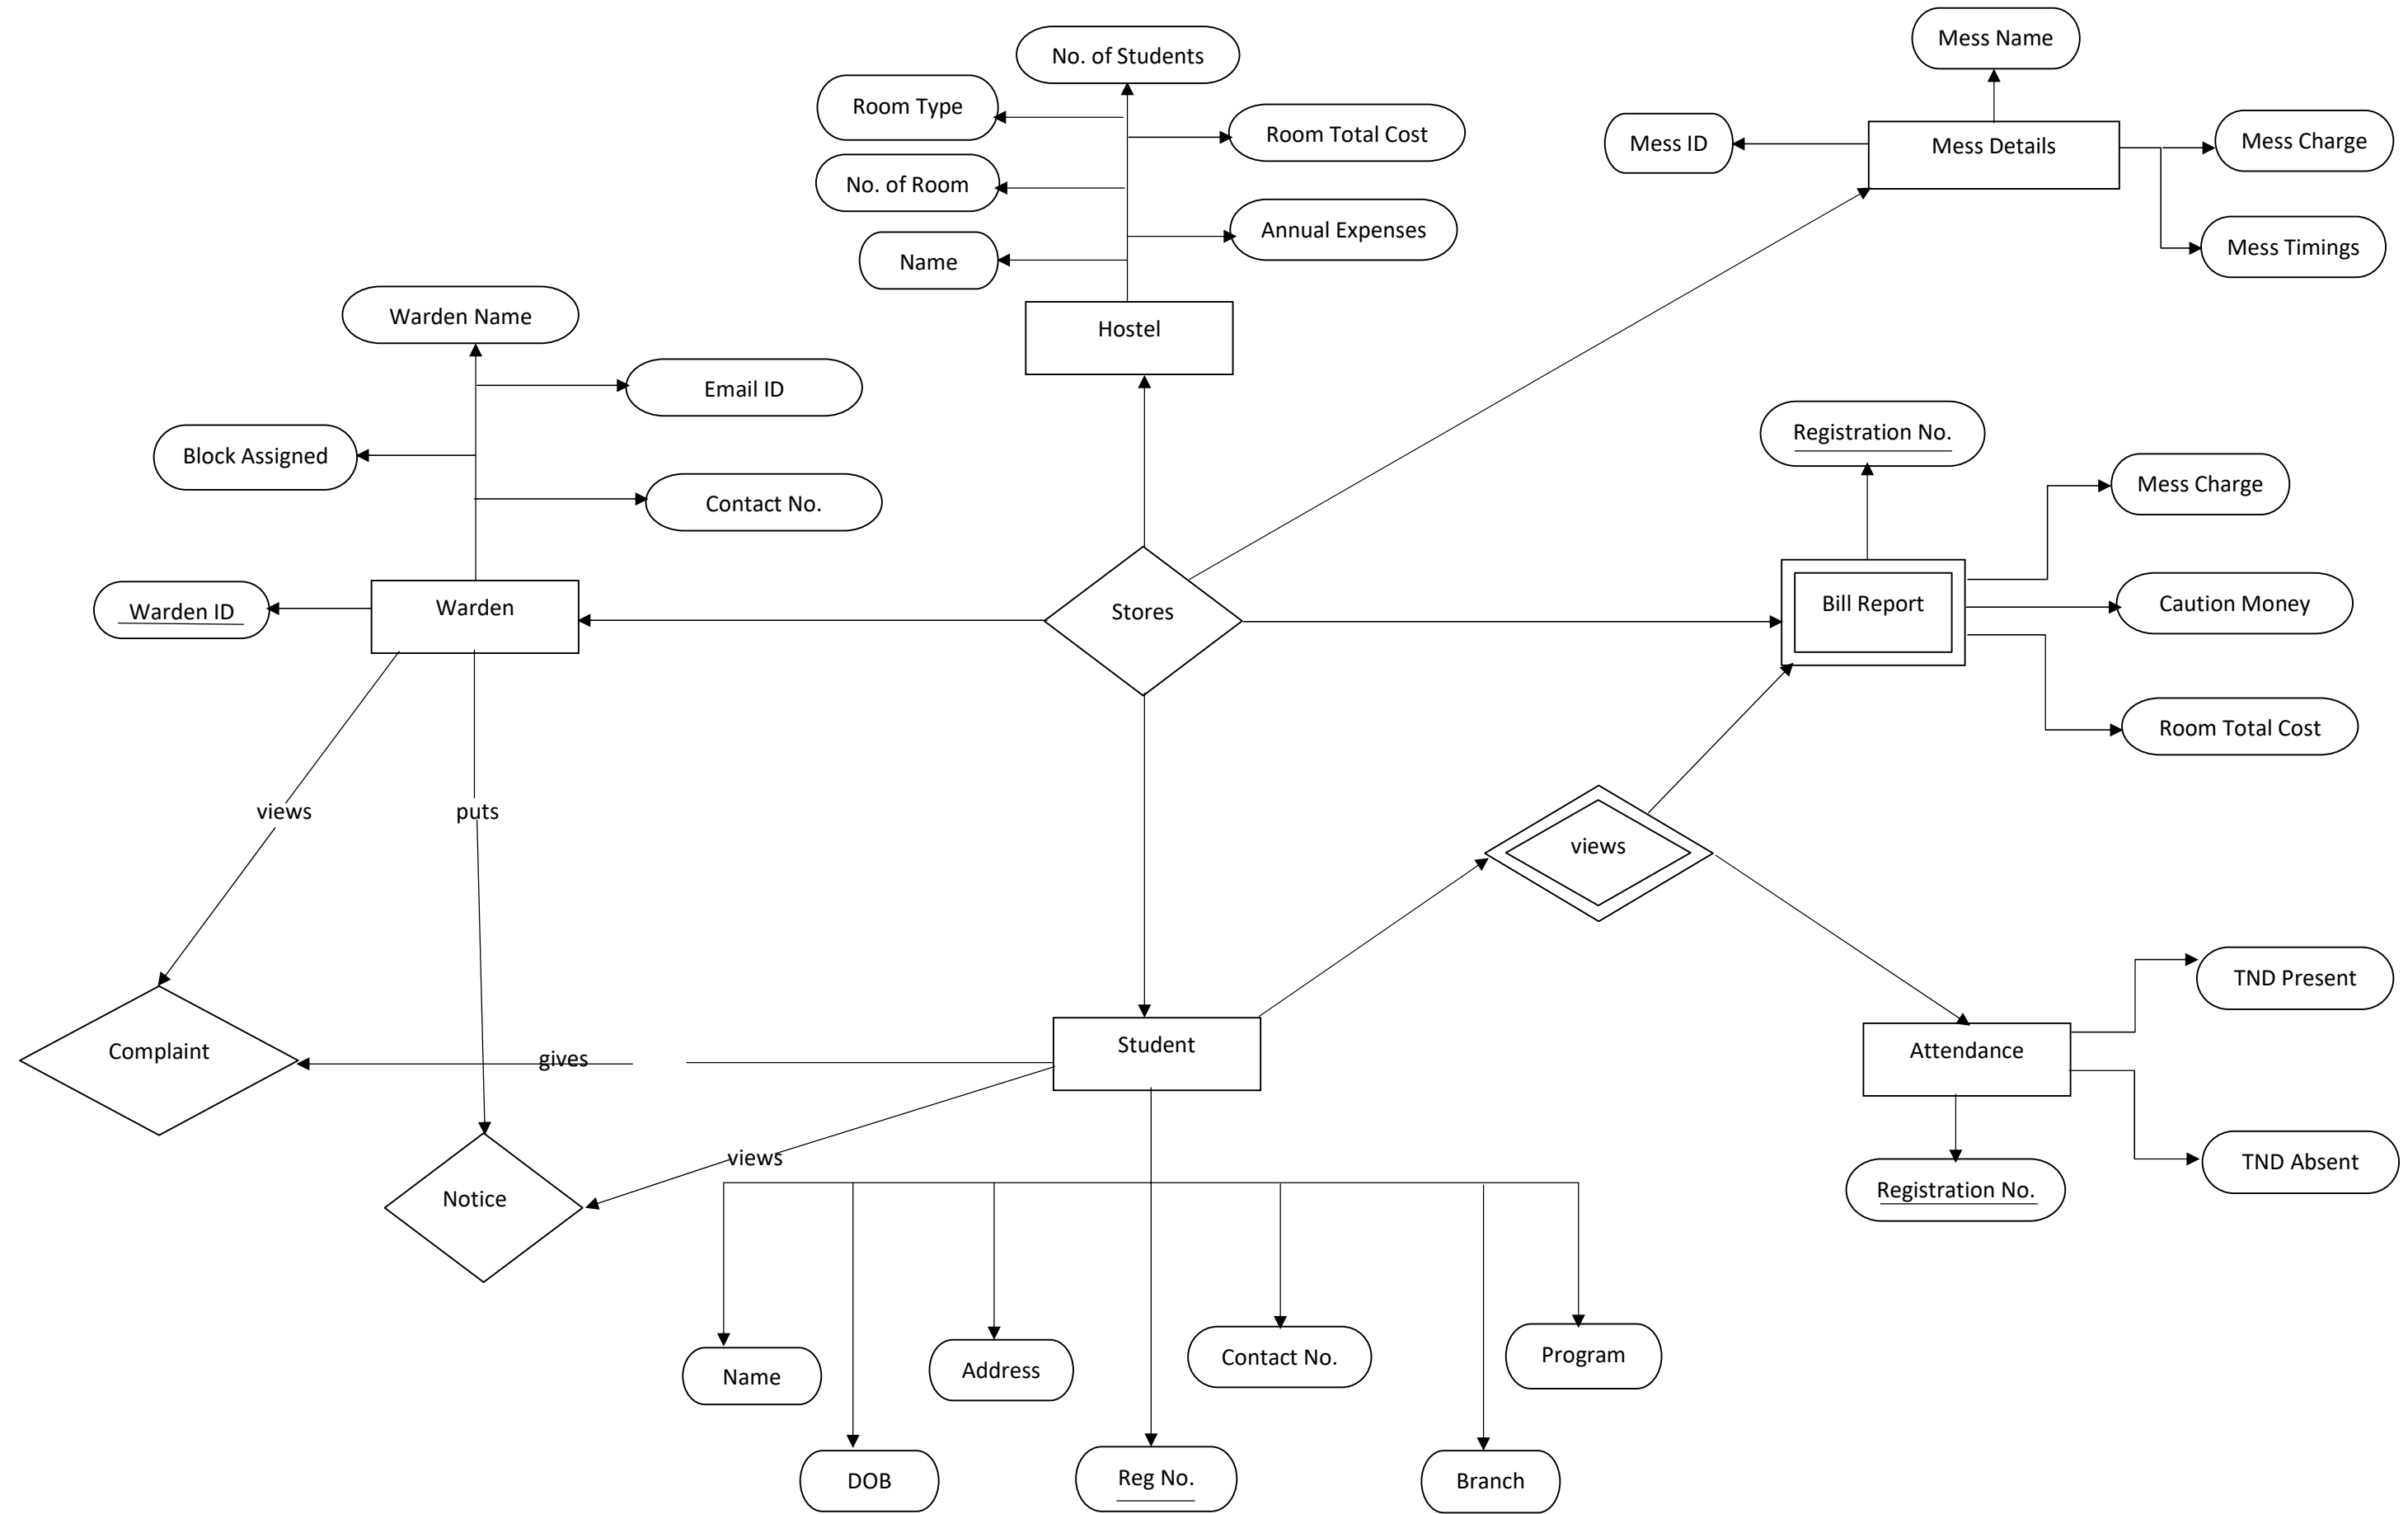 Mess Name
No. of Students
Room Type
Room Total Cost
Mess ID
Mess Details
Mess Charge
No. of Room
Annual Expenses
Mess Timings
Name
Warden Name
Hostel
Email ID
Registration No.
Block Assigned
Mess Charge
Contact No.
Warden ID
Warden
Stores
Bill Report
Caution Money
Room Total Cost
views
puts
views
TND Present
Complaint
gives
Student
Attendance
views
TND Absent
Notice
Registration No.
Name
Address
Contact No.
Program
DOB
Reg No.
Branch